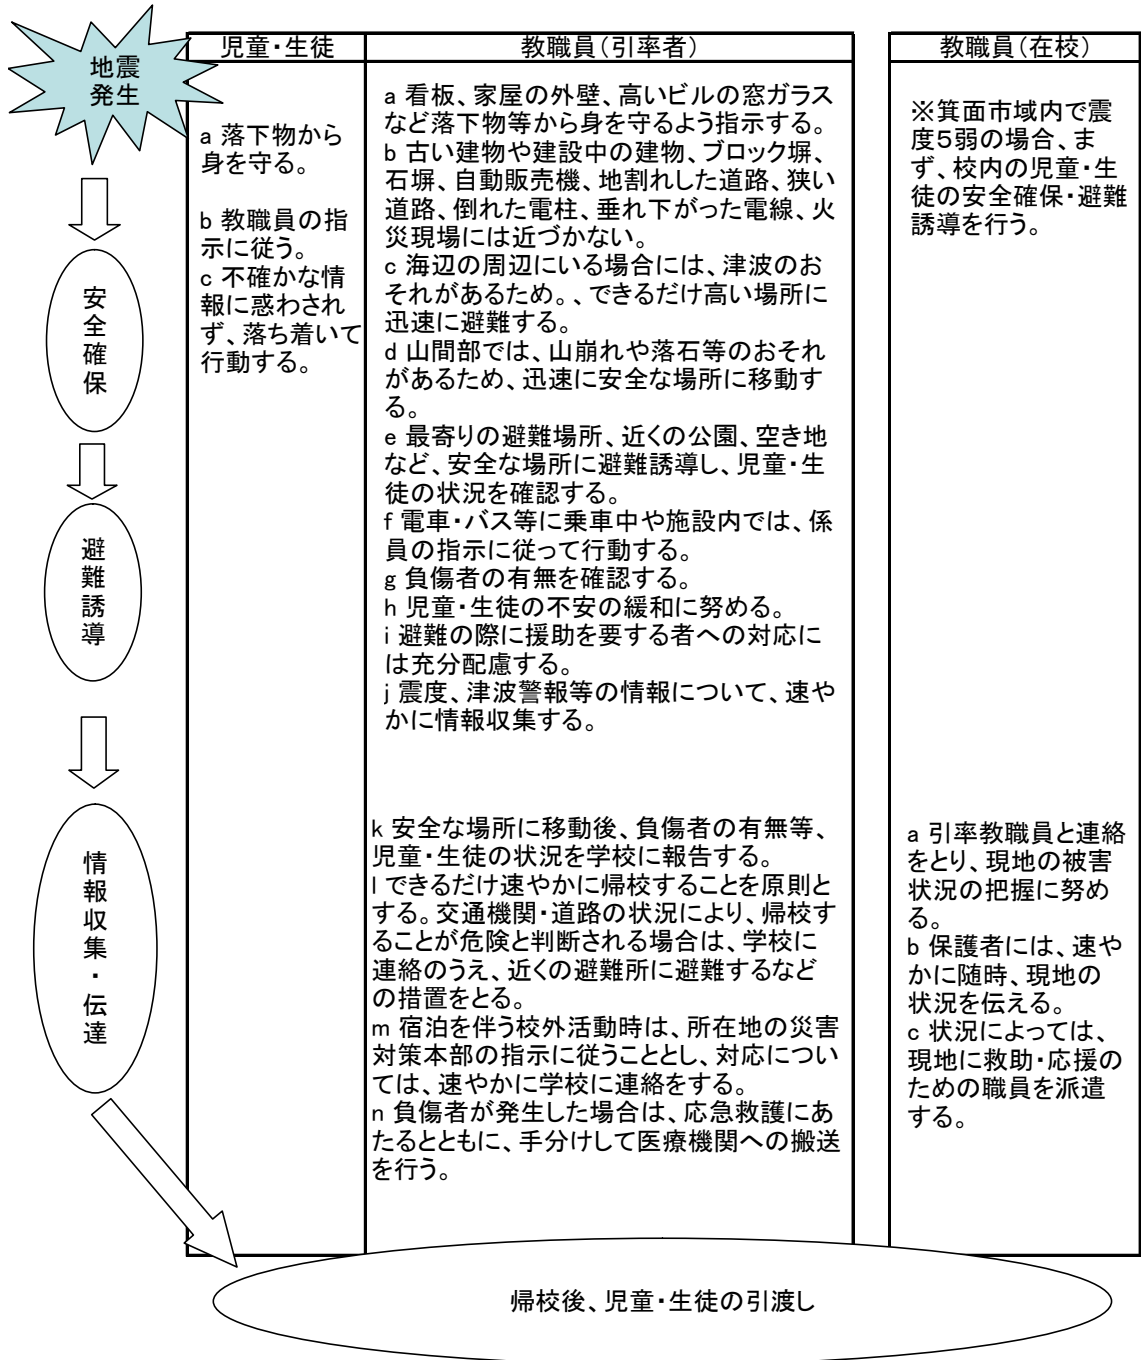 地震
発生
安全確保
避難誘導
情報収集・伝達
児童・生徒
a 落下物から
身を守る。
b 教職員の指
示に従う。
c 不確かな情
報に惑わされ
ず、落ち着いて
行動する。
教職員（引率者）
a 看板、家屋の外壁、高いビルの窓ガラス
など落下物等から身を守るよう指示する。
b 古い建物や建設中の建物、ブロック塀、
石塀、自動販売機、地割れした道路、狭い
道路、倒れた電柱、垂れ下がった電線、火
災現場には近づかない。
c 海辺の周辺にいる場合には、津波のお
それがあるため。、できるだけ高い場所に
迅速に避難する。
d 山間部では、山崩れや落石等のおそれ
があるため、迅速に安全な場所に移動す
る。
e 最寄りの避難場所、近くの公園、空き地
など、安全な場所に避難誘導し、児童・生
徒の状況を確認する。
f 電車・バス等に乗車中や施設内では、係
員の指示に従って行動する。
g 負傷者の有無を確認する。
h 児童・生徒の不安の緩和に努める。
i 避難の際に援助を要する者への対応に
は充分配慮する。
j 震度、津波警報等の情報について、速や
かに情報収集する。
k 安全な場所に移動後、負傷者の有無等、
児童・生徒の状況を学校に報告する。
l できるだけ速やかに帰校することを原則と
する。交通機関・道路の状況により、帰校す
ることが危険と判断される場合は、学校に
連絡のうえ、近くの避難所に避難するなど
の措置をとる。
m 宿泊を伴う校外活動時は、所在地の災害
対策本部の指示に従うこととし、対応につい
ては、速やかに学校に連絡をする。
n 負傷者が発生した場合は、応急救護にあ
たるとともに、手分けして医療機関への搬送
を行う。
教職員（在校）
※箕面市域内で震
度５弱の場合、ま
ず、校内の児童・生
徒の安全確保・避難
誘導を行う。
a 引率教職員と連絡
をとり、現地の被害
状況の把握に努め
る。
b 保護者には、速や
かに随時、現地の
状況を伝える。
c 状況によっては、
現地に救助・応援の
ための職員を派遣
する。
帰校後、児童・生徒の引渡し